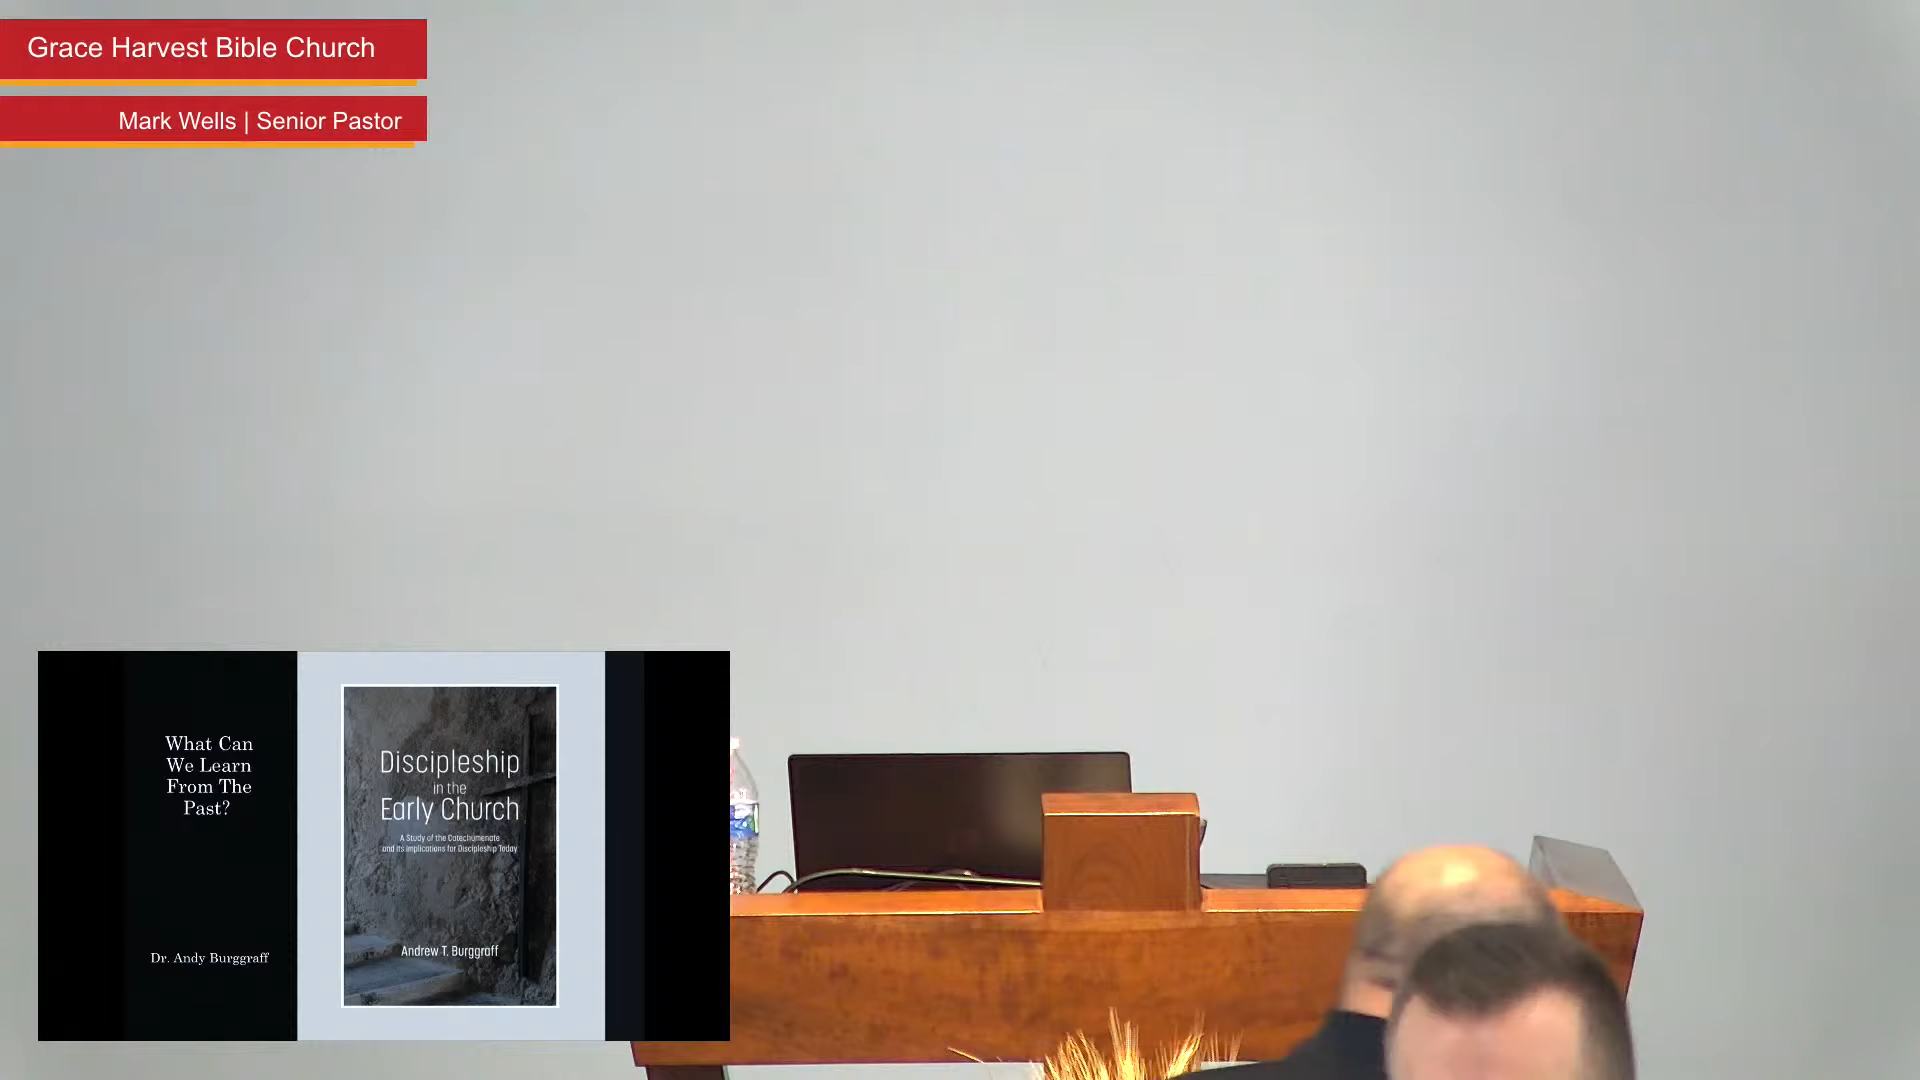 Grace Harvest Bible Church
Mark Wells | Senior Pastor
What Can
We Learn
From The
Past?
Dr. Andy Burggraff
Discipleship
in the
Early Church
A Study of the Catechumenate
and Its Implications for Discipleship Today
Andrew T. Burggraff